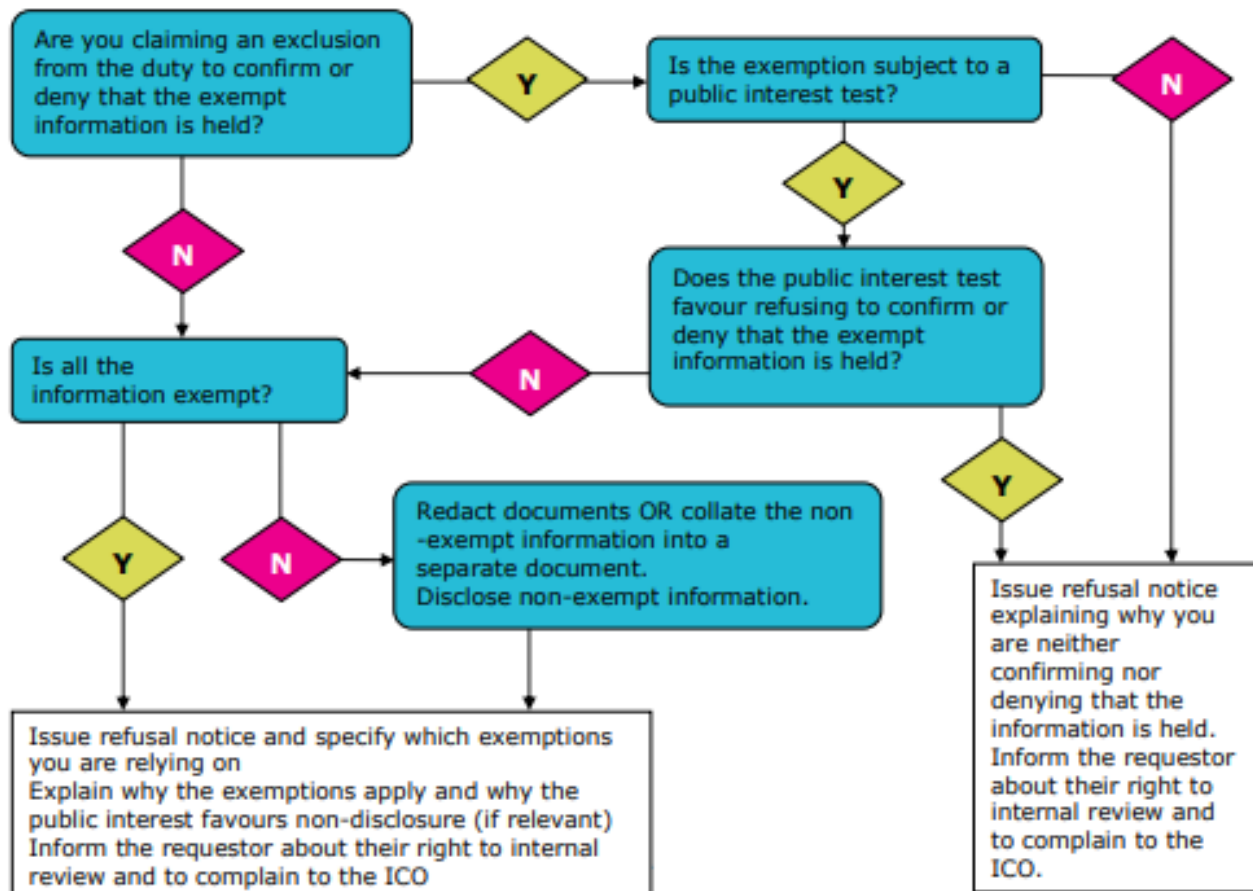 Are you claiming an exclusion
from the duty to confirm or
deny that the exempt
information is held?
Y
Is the exemption subject to a
public interest test?
N
Y
N
Does the public interest test
favour refusing to confirm or
deny that the exempt
information is held?
N
Is all the
information exempt?
Y
Y
N
Redact documents OR collate the non
-exempt information into a
separate document.
Disclose non-exempt information.
Issue refusal notice
explaining why you
are neither
confirming nor
denying that the
information is held.
Inform the requestor
about their right to
internal review and
to complain to the
ICO.
Issue refusal notice and specify which exemptions
you are relying on
Explain why the exemptions apply and why the
public interest favours non-disclosure (if relevant)
Inform the requestor about their right to internal
review and to complain to the ICO